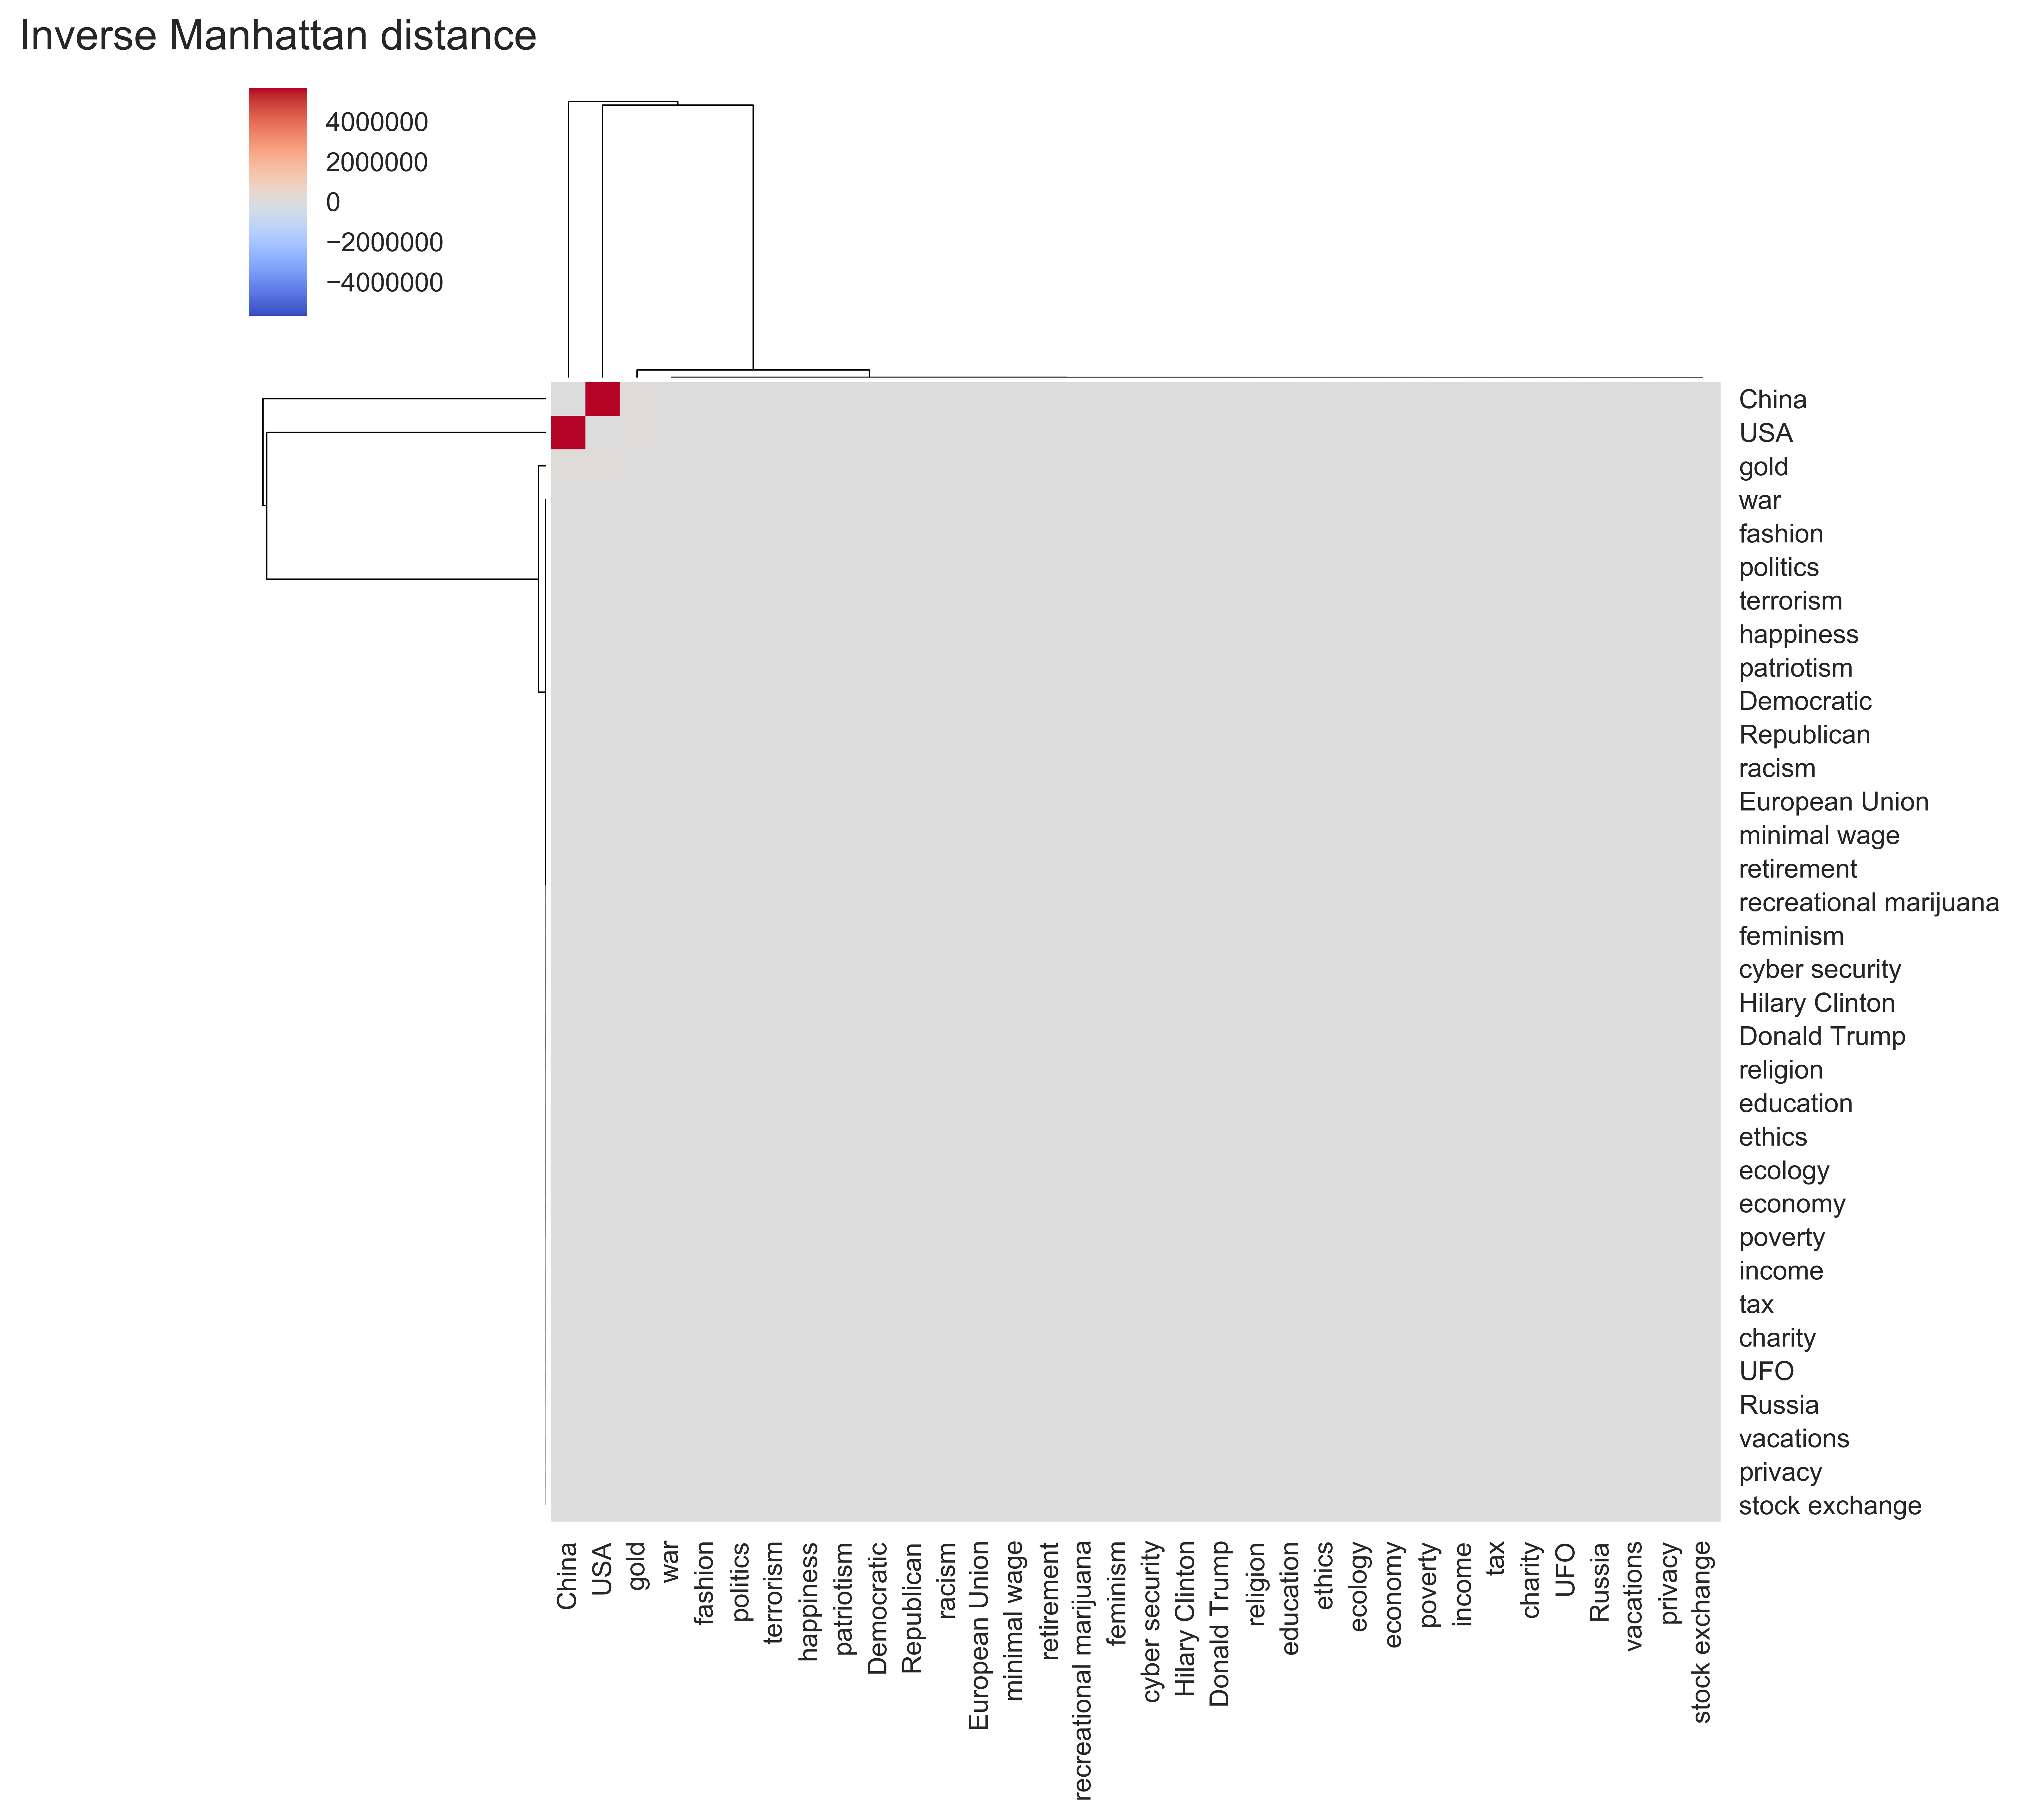 Inverse Manhattan distance
4000000
2000000
0
−2000000
−4000000
China
USA
gold
war
fashion
politics
terrorism
happiness
patriotism
Democratic
Republican
racism
European Union
minimal wage
retirement
recreational marijuana
feminism
cyber security
Hilary Clinton
Donald Trump
religion
education
ethics
ecology
economy
poverty
income
tax
charity
UFO
Russia
vacations
privacy
stock exchange
China
USA
gold
war
fashion
politics
terrorism
happiness
patriotism
Democratic
Republican
racism
European Union
minimal wage
retirement
recreational marijuana
feminism
cyber security
Hilary Clinton
Donald Trump
religion
education
ethics
ecology
economy
poverty
income
tax
charity
UFO
Russia
vacations
privacy
stock exchange